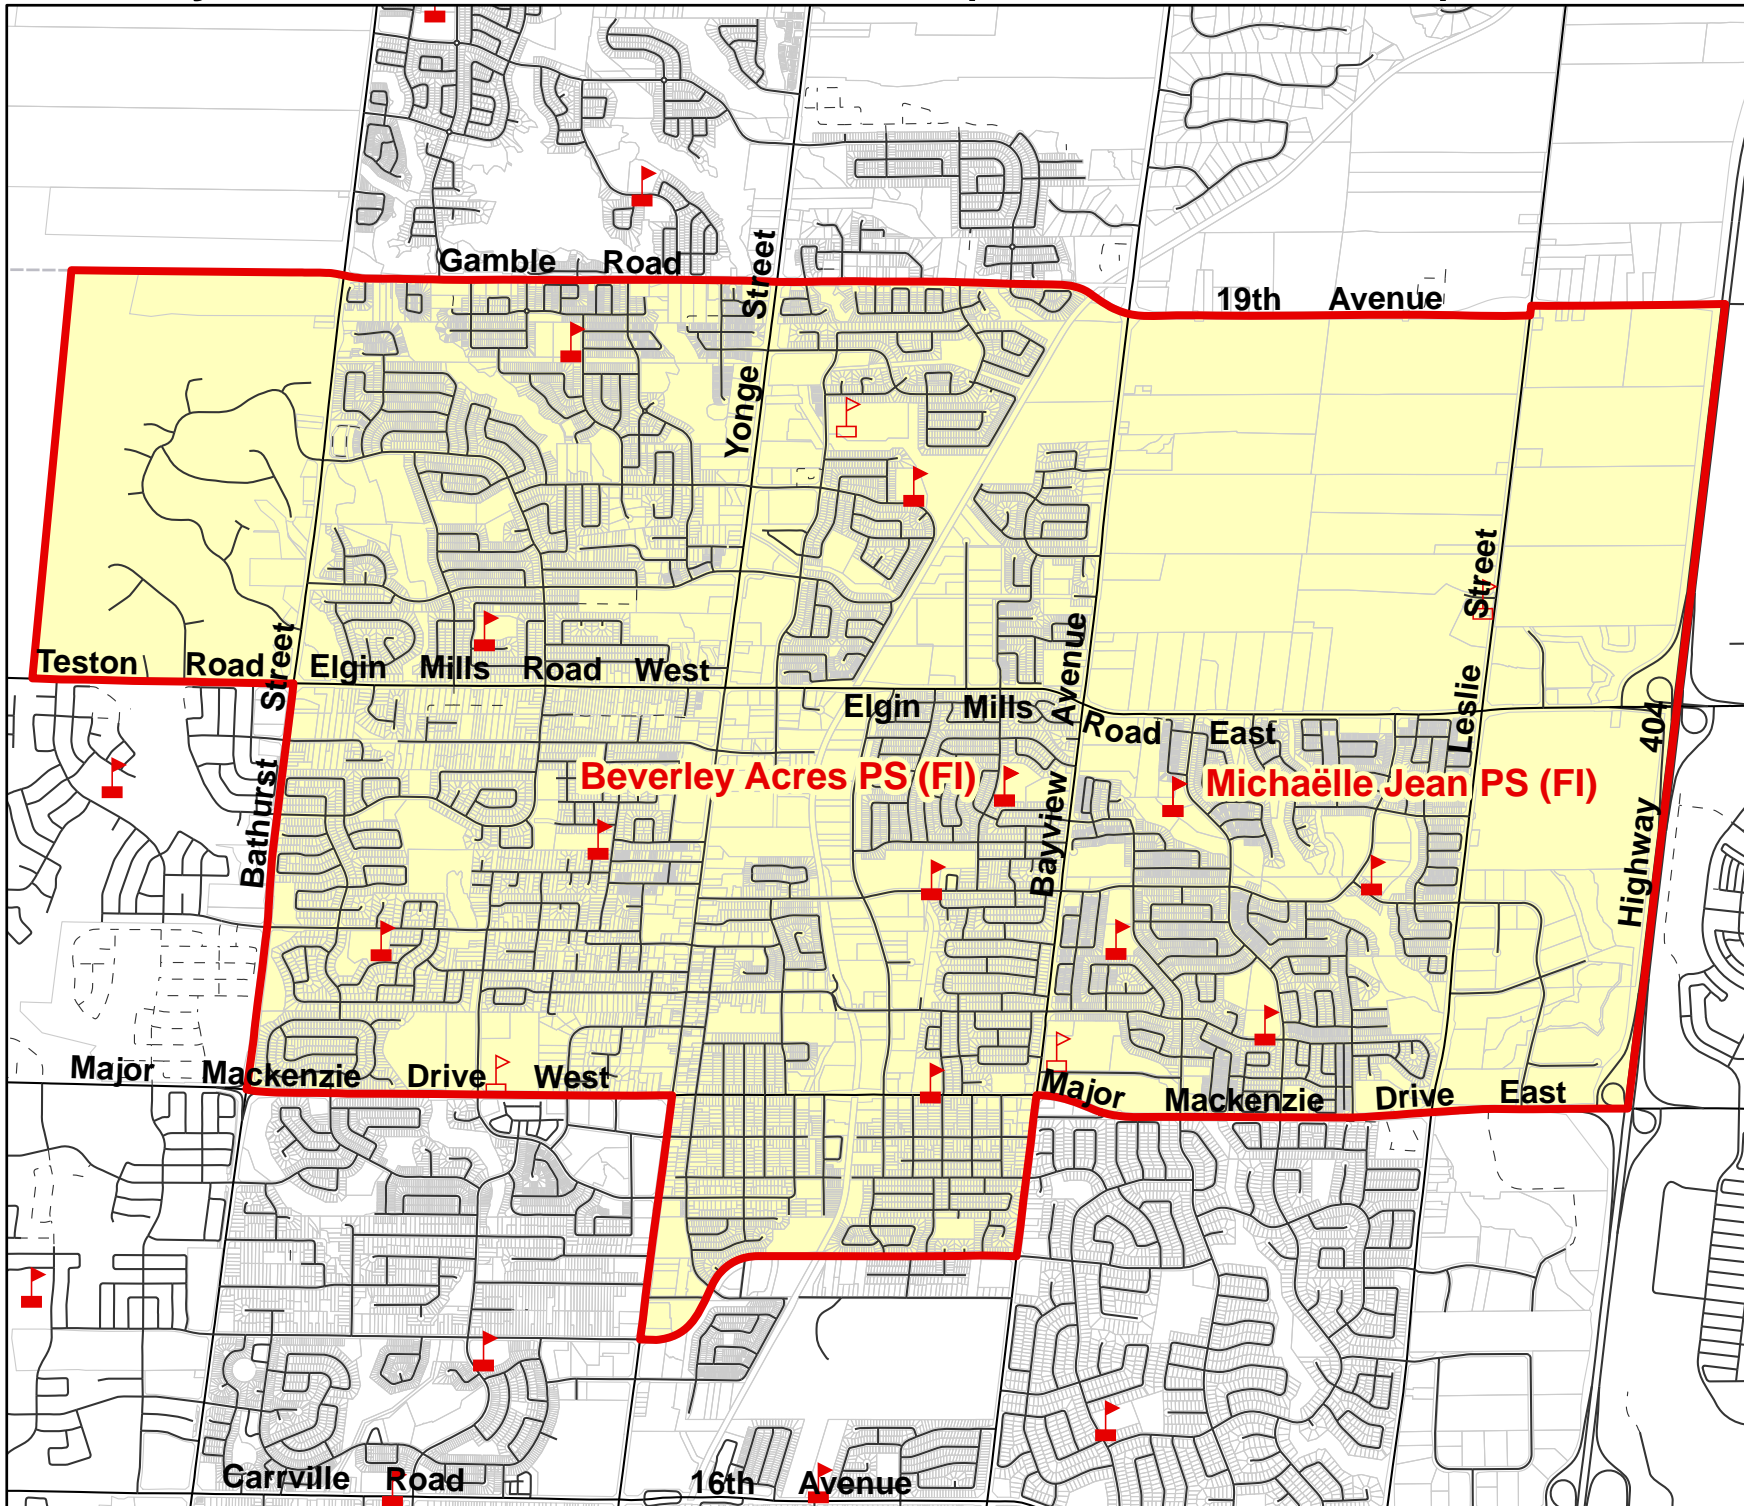 Gamble Road
19th Avenue
Yonge Street
Leslie Street
Teston Road
Bathurst Street
Elgin Mills Road West
Elgin Mills Road East
Bayview Avenue
Highway 404
Beverley Acres PS (FI)
Michaëlle Jean PS (FI)
Major Mackenzie Drive West
Major Mackenzie Drive East
Carrville Road
16th Avenue